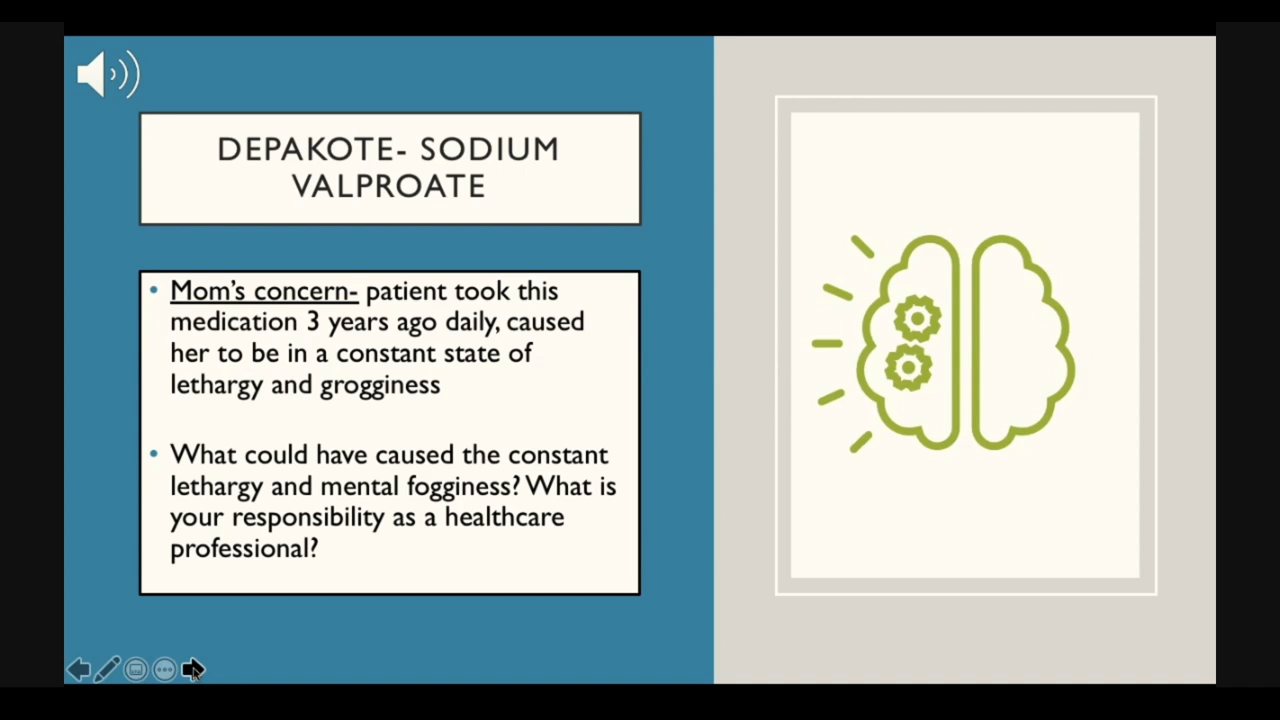 DEPAKOTE- SODIUM
VALPROATE
• Mom's concern- patient took this
medication 3 years ago daily, caused
her to be in a constant state of
lethargy and grogginess
• What could have caused the constant
lethargy and mental fogginess? What is
your responsibility as a healthcare
professional?